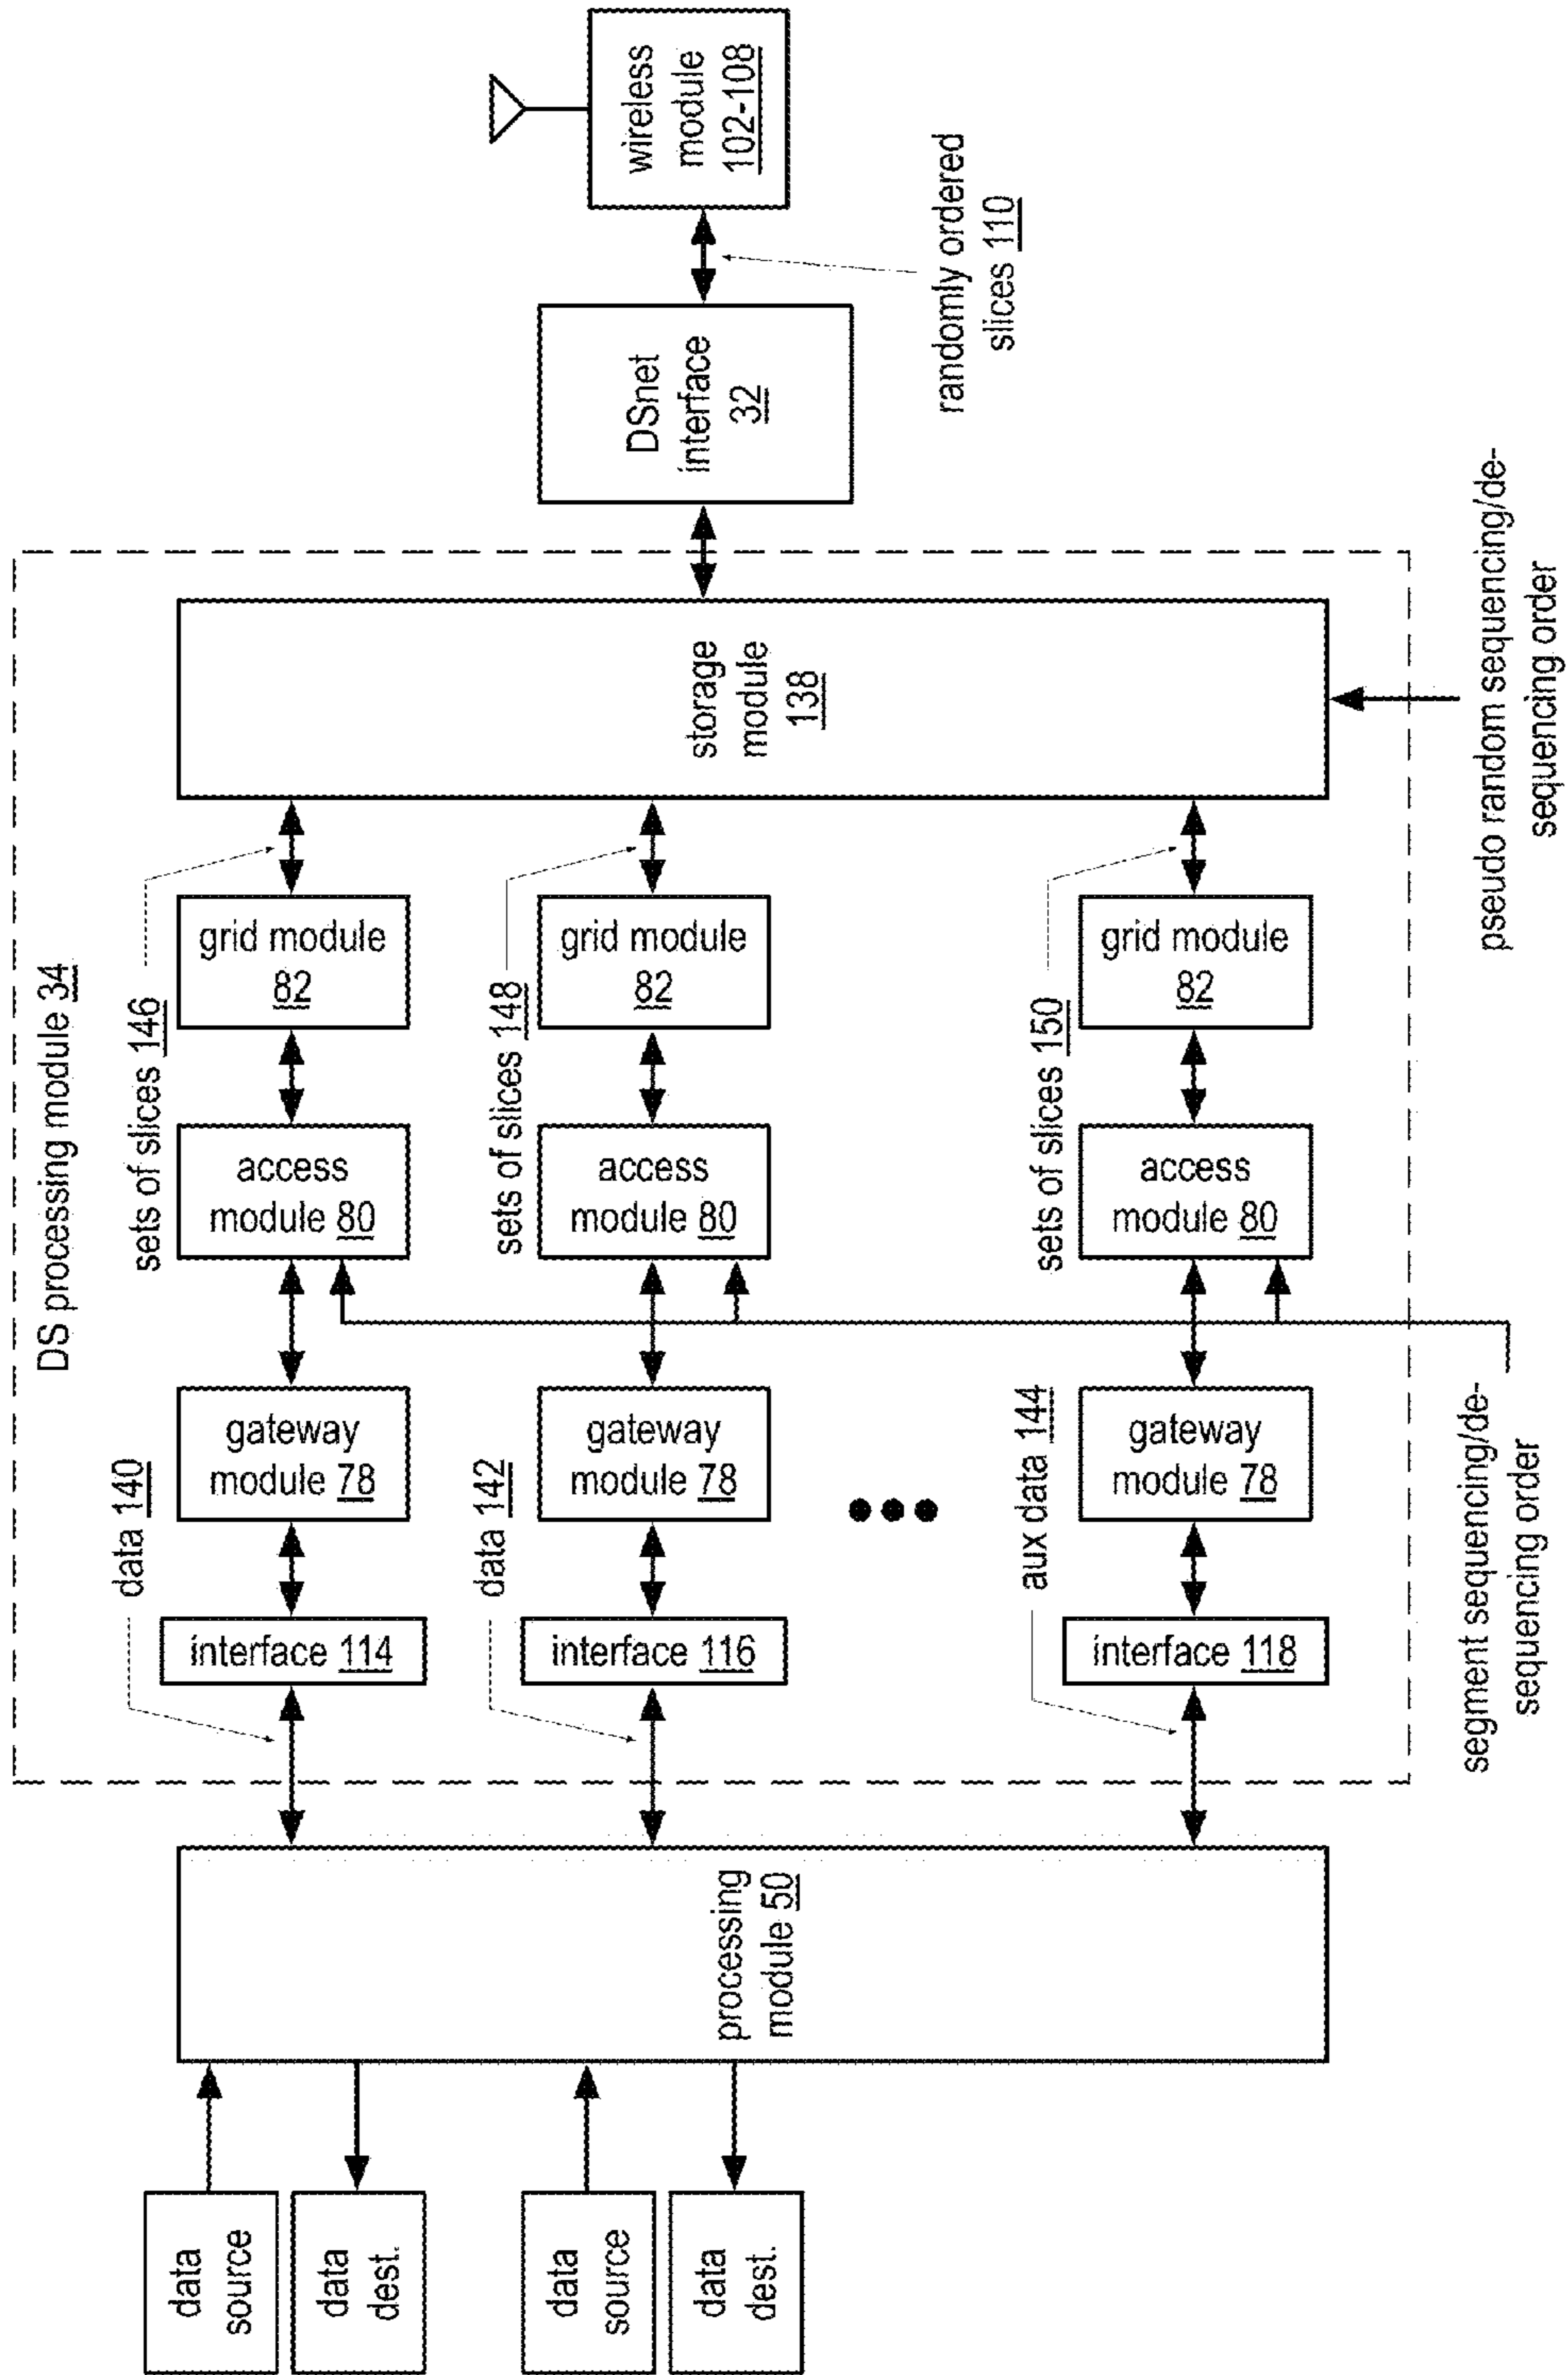 DS processing module 34
data
source
data
dest.
data
source
data
dest.
processing
module 50
data 140
interface 114
gateway
module 78
access
module 80
sets of slices 146
grid module
82
data 142
interface 116
gateway
module 78
access
module 80
sets of slices 148
grid module
82
aux data 144
interface 118
gateway
module 78
access
module 80
sets of slices 150
grid module
82
storage
module
138
DSnet
interface
32
wireless
module
102-108
randomly ordered
slices 110
segment sequencing/de-
sequencing order
pseudo random sequencing/de-
sequencing order